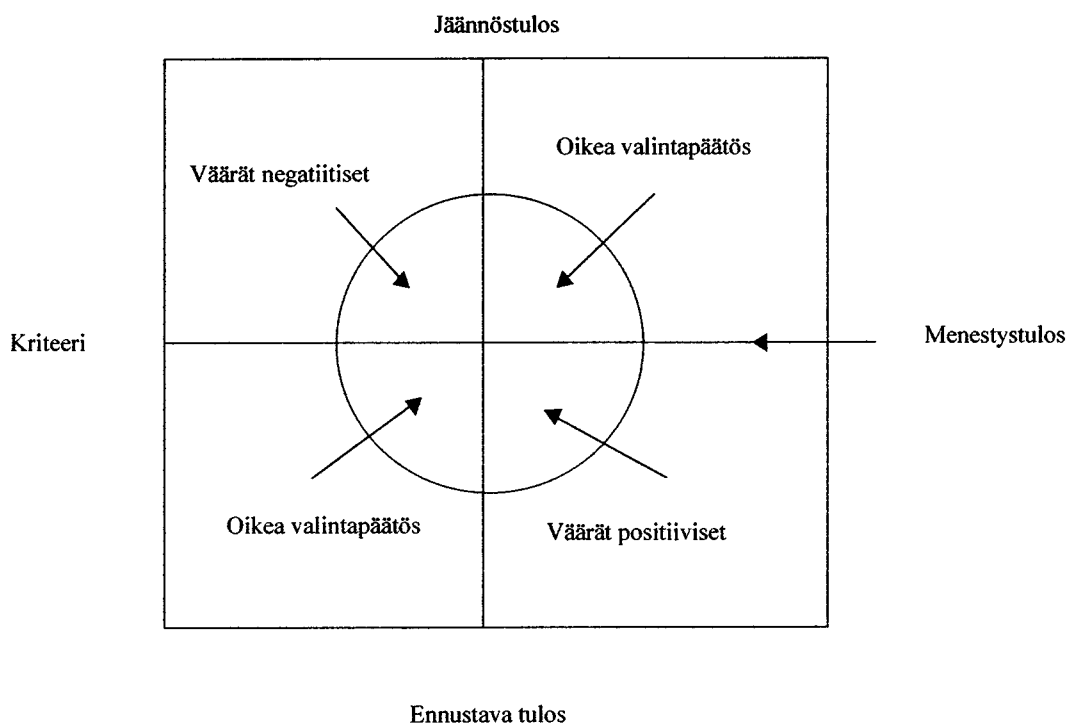 Jäännöstulos
Oikea valintapäätös
Väärät negatiitiset
Kriteeri
Menestystulos
Oikea valintapäätös
Väärät positiiviset
Ennustava tulos